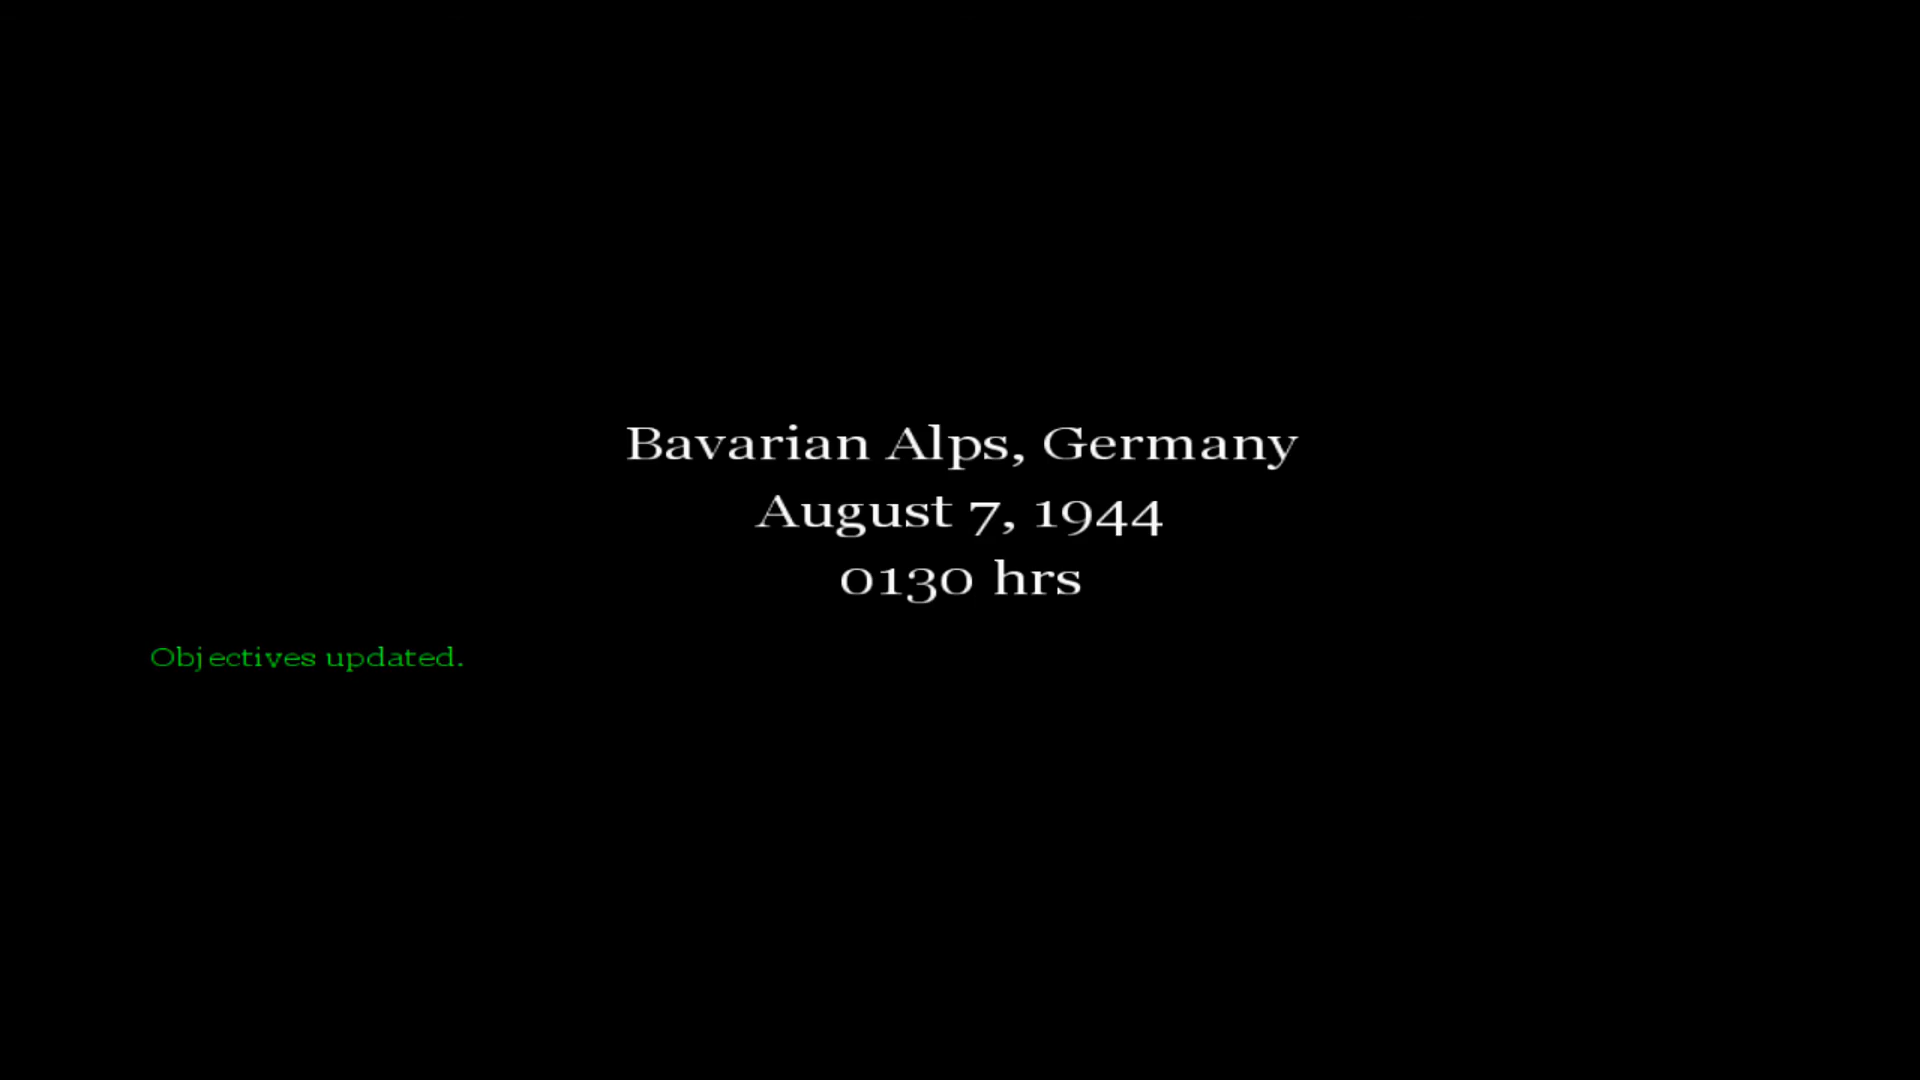 Bavarian Alps, Germany
August 7, 1944
0130 hrs
Objectives updated.